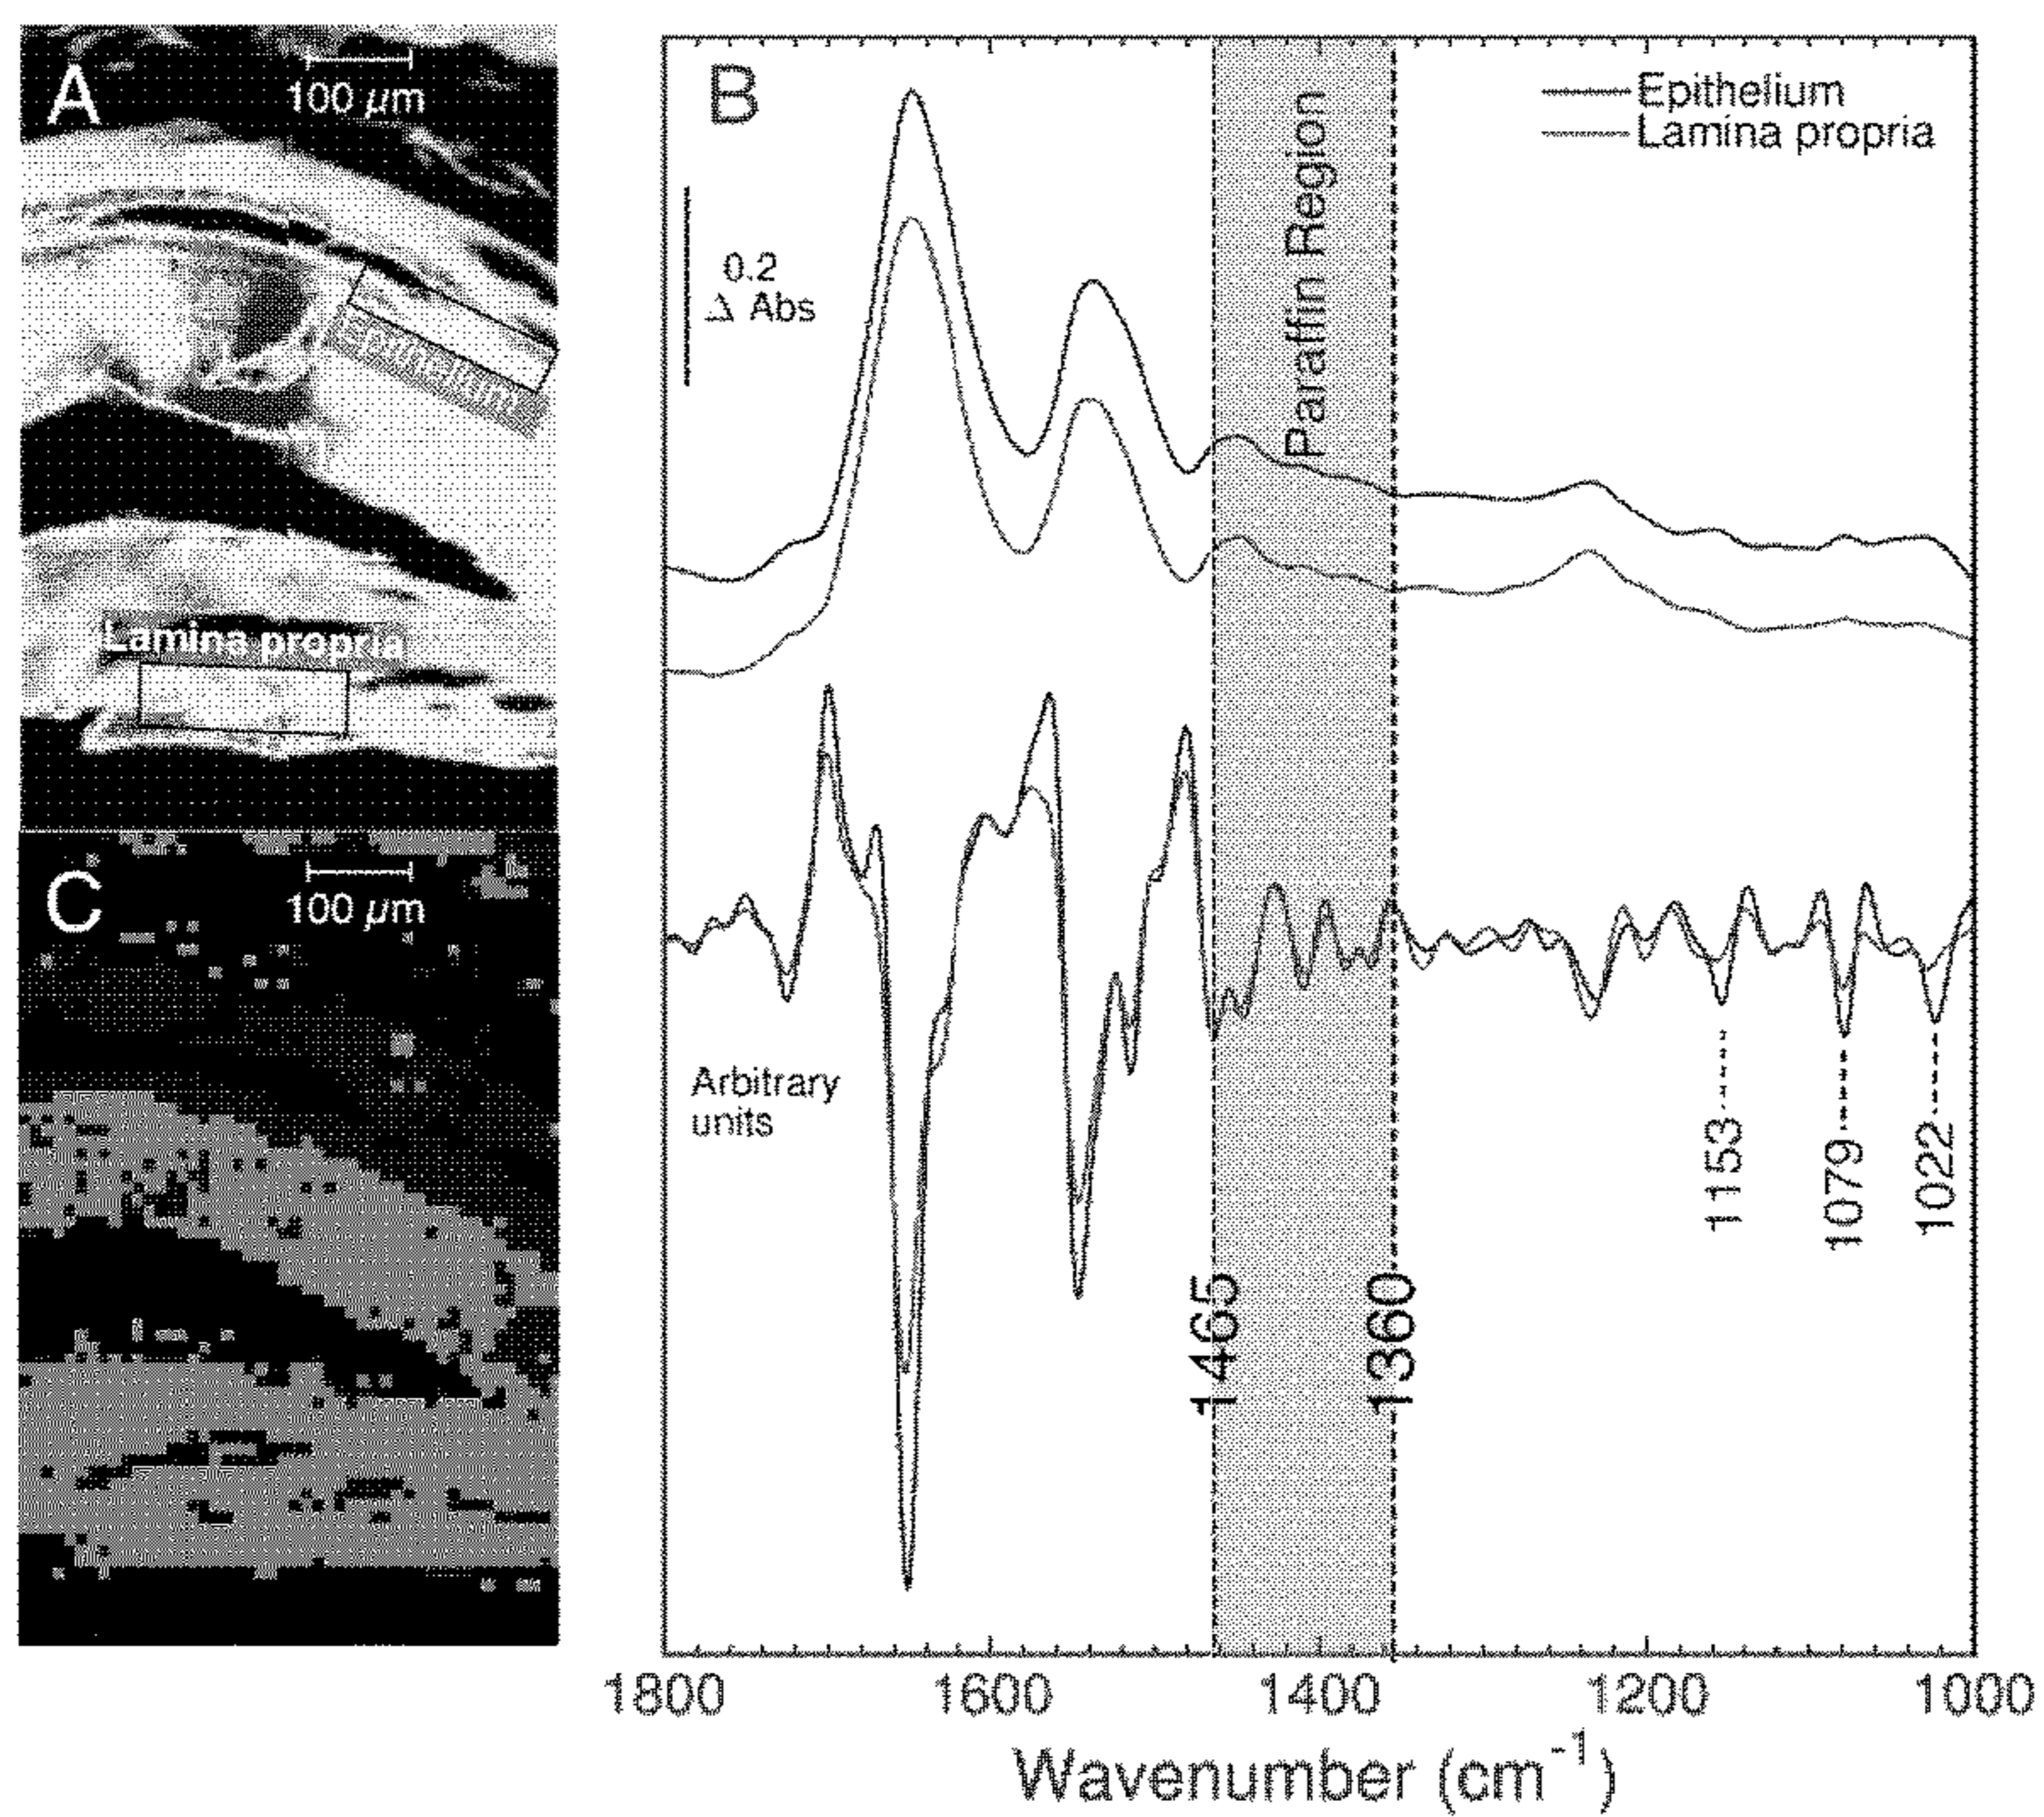 A
100 µm
Epithelium
Lamina propria
C
100 µm
B
Epithelium
Lamina propria
Paraffin Region
0.2
Δ Abs
Arbitrary
units
1465
1360
1153
1079
1022
1800
1600
1400
1200
1000
Wavenumber (cm⁻¹)